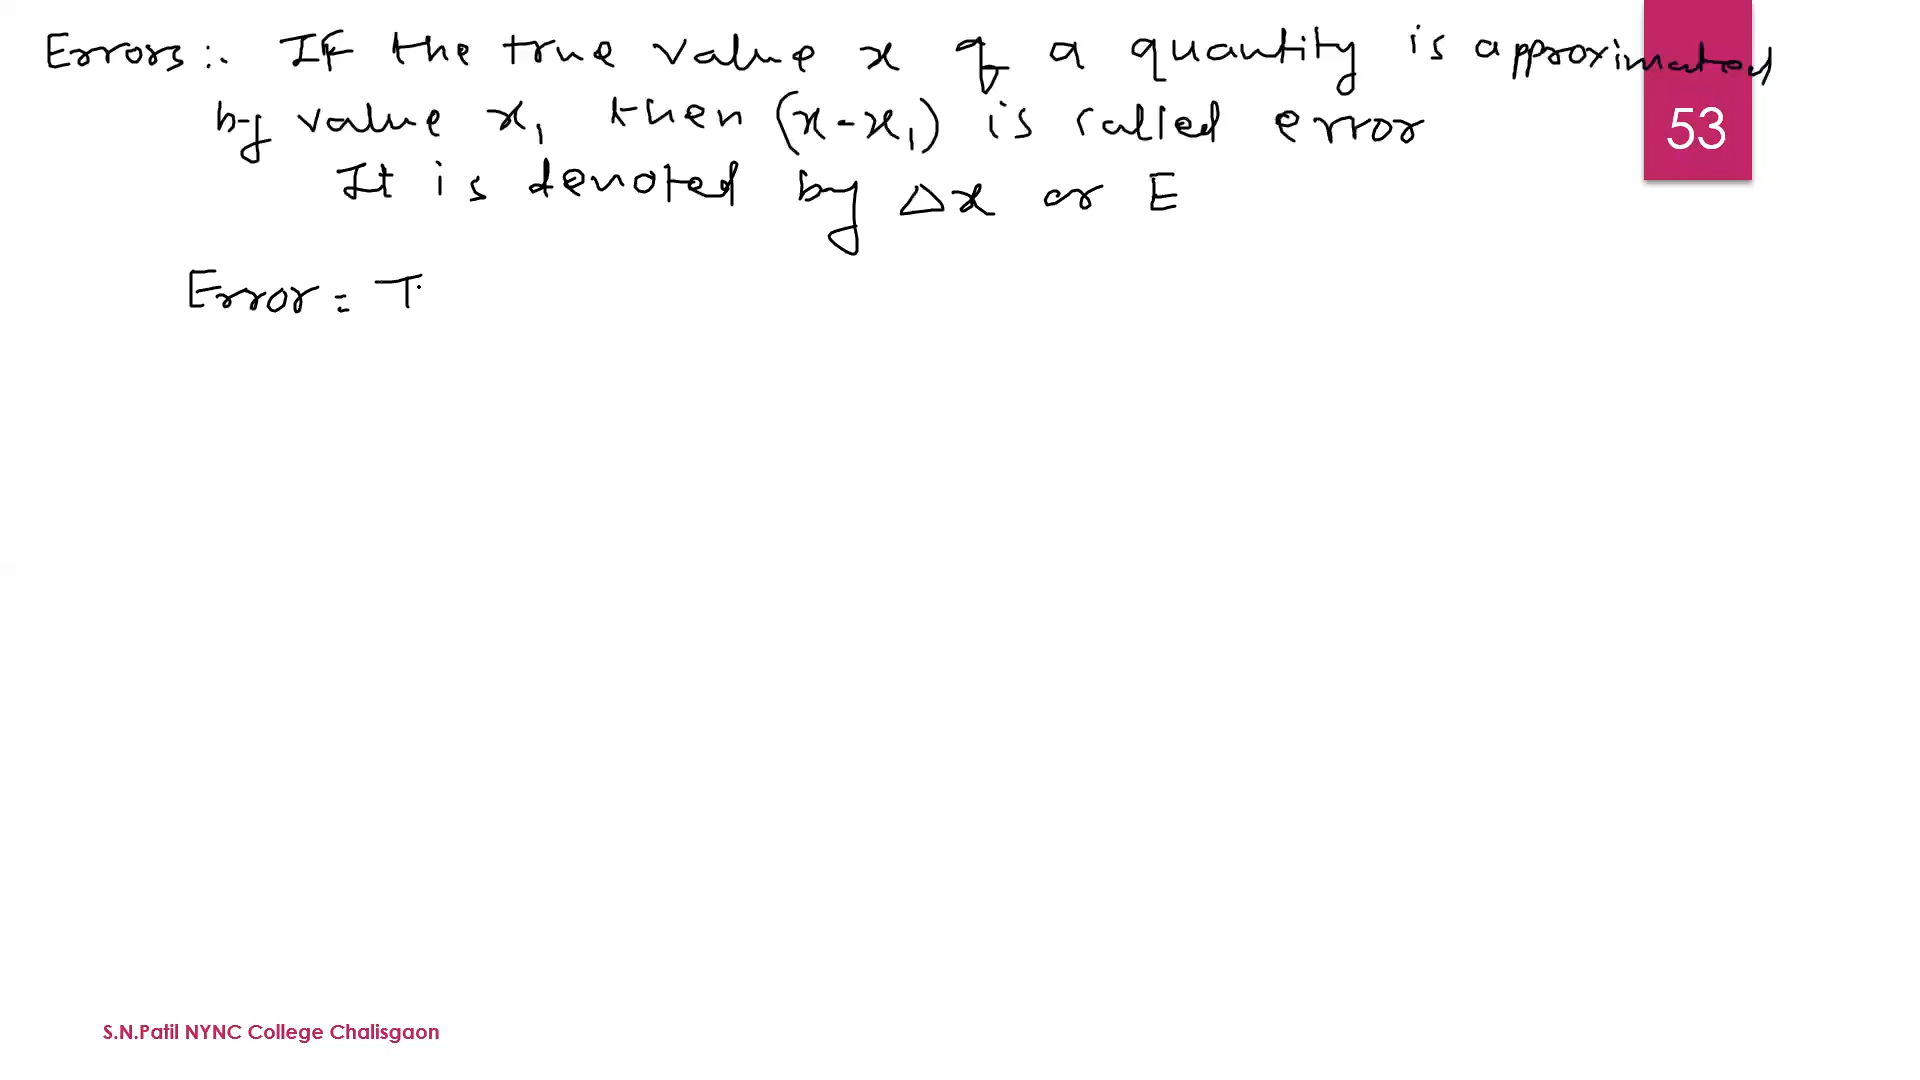 Errors :- If the true value x of a quantity is approximated
53
by value x₁ then (x-x₁) is called error
It is denoted by Δx or E
Error = T
S.N.Patil NYNC College Chalisgaon